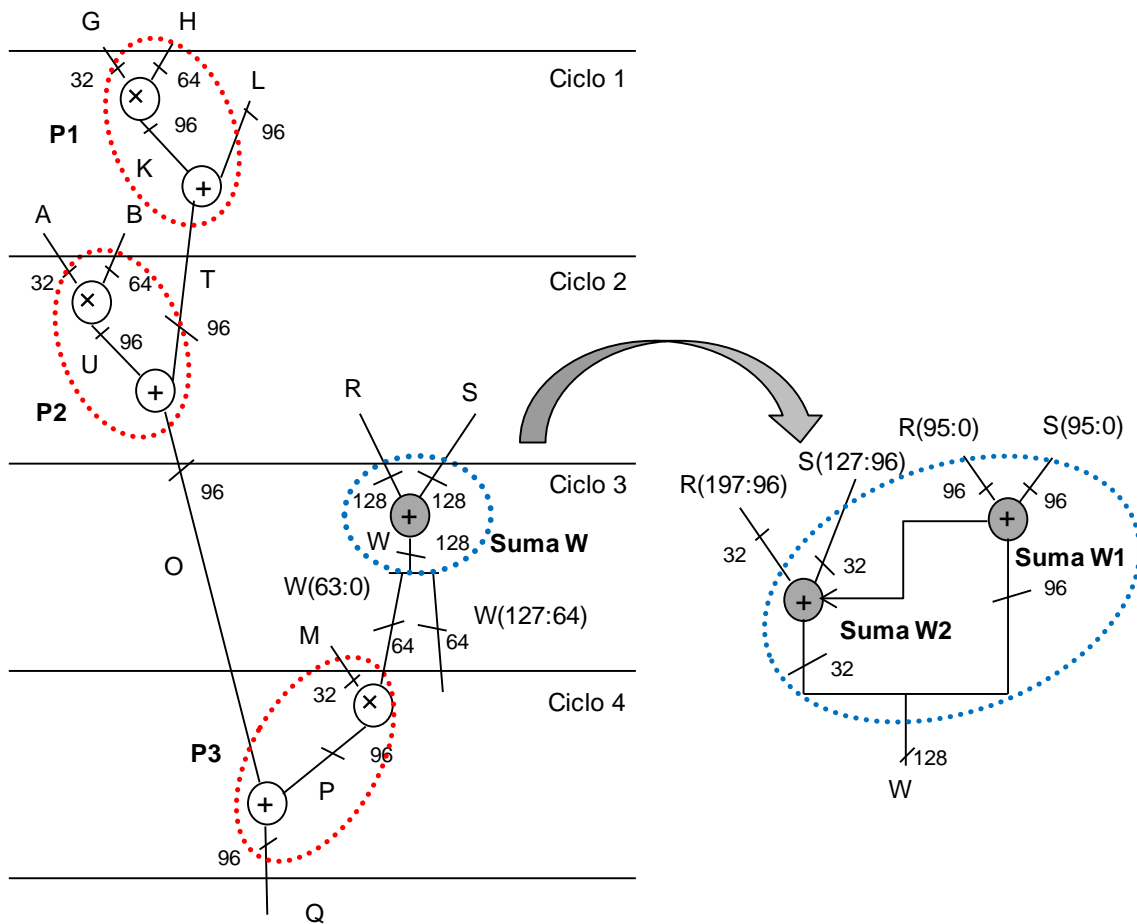 G H
32 64 Ciclo 1
L
×
P1 96 96
K
+
A B
32 64 T Ciclo 2
×
96 96
U
R S
P2 +
R(95:0) S(95:0)
96 Ciclo 3 S(127:96)
R(197:96)
128 128 96 96
+ +
W 128 Suma W Suma W1
O 32 32 96
W(63:0)
+
W(127:64)
M 64 64 Suma W2
32 32
× Ciclo 4
P3 96
128
P W
+
96
Q